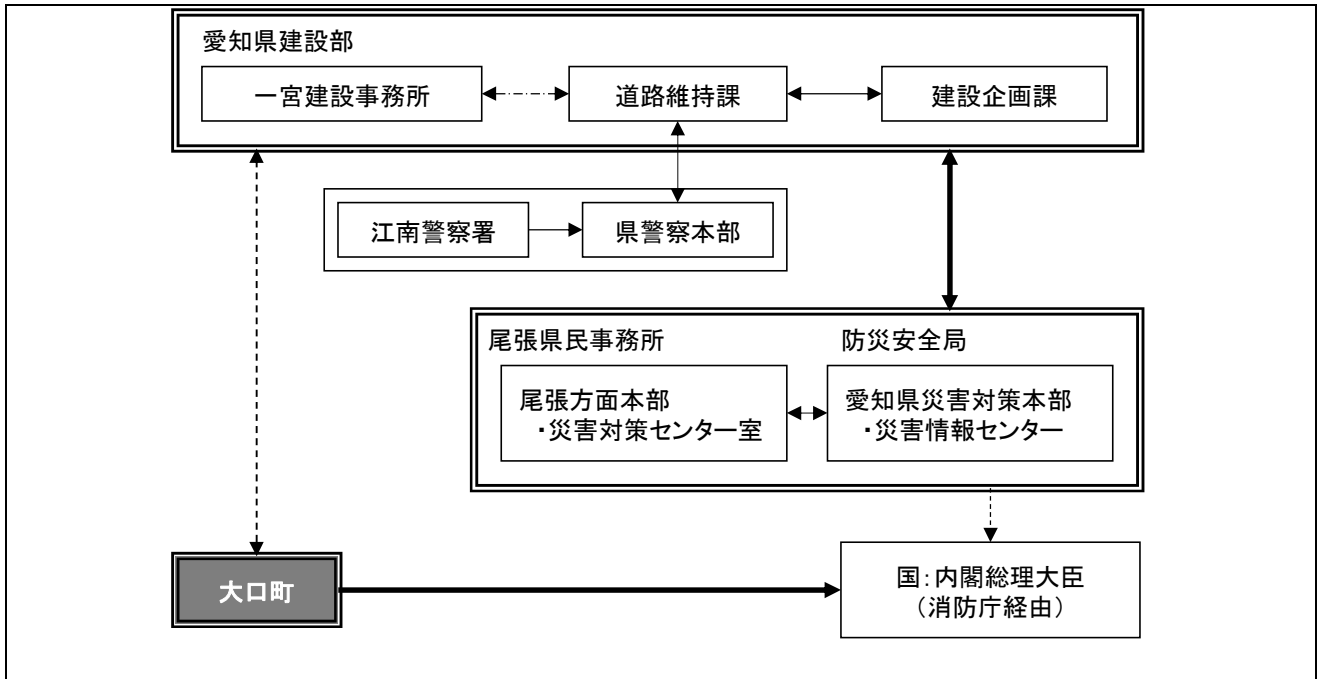 愛知県建設部
一宮建設事務所
道路維持課
建設企画課
江南警察署
県警察本部
尾張県民事務所
防災安全局
尾張方面本部
・災害対策センター室
愛知県災害対策本部
・災害情報センター
大口町
国：内閣総理大臣
（消防庁経由）